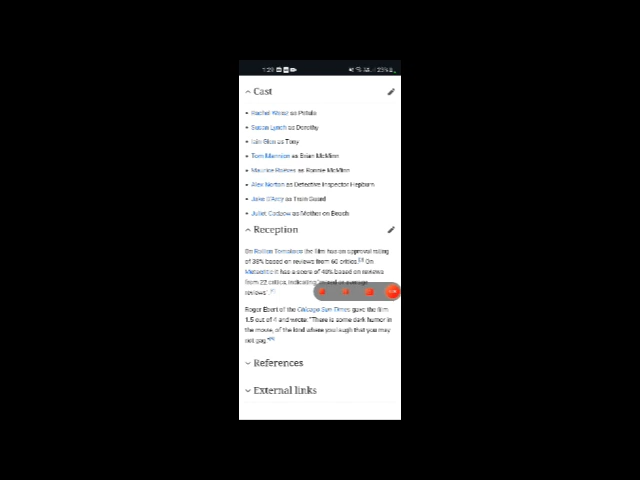 Cast
Rachel Weisz as Petula
Susan Lynch as Dorothy
Iain Glen as Tony
Tom Mannion as Brian McMinn
Maurice Roëves as Ronnie McMinn
Alex Norton as Detective Inspector Hepburn
Jake D'Arcy as Train Guard
Juliet Cadzow as Mother on Beach
Reception
On Rotten Tomatoes the film has an approval rating
of 38% based on reviews from 60 critics. On
Metacritic it has a score of 40% based on reviews
from 22 critics, indicating "mixed or average
reviews".
Roger Ebert of the Chicago Sun-Times gave the film
1.5 out of 4 and wrote: "There is some dark humor in
the movie, of the kind where you laugh that you may
not gag."
References
External links